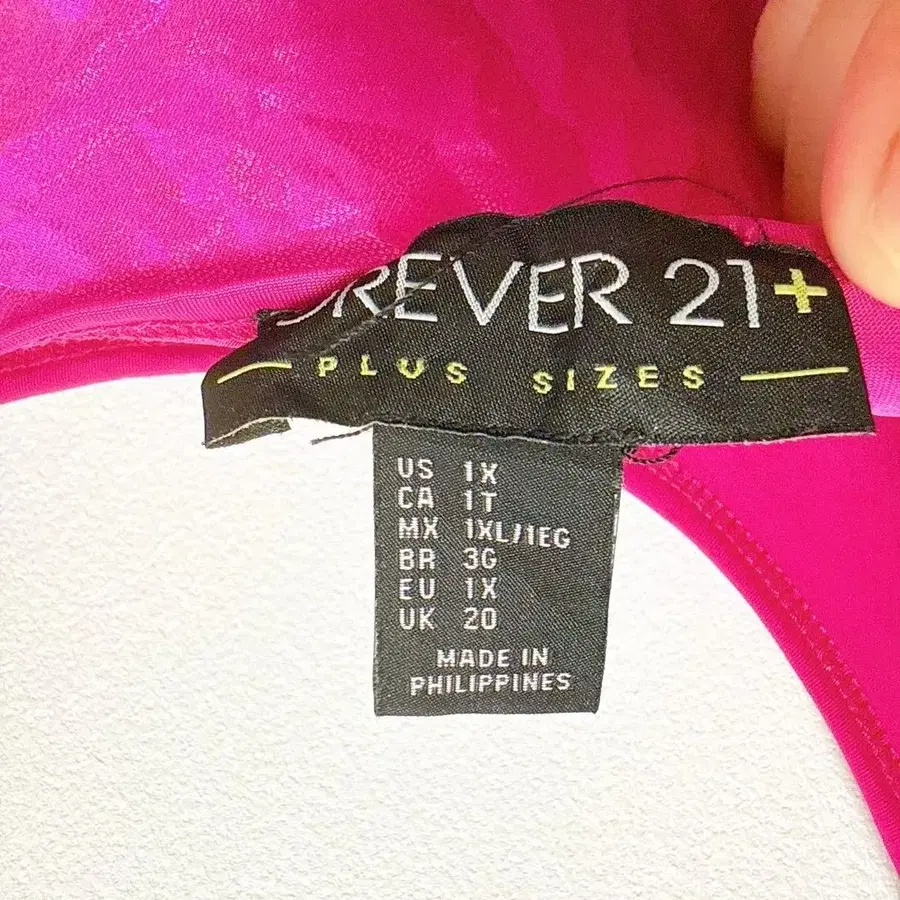 FOREVER 21+
PLUS SIZES
US 1X
CA 1T
MX 1XL/1EG
BR 3G
EU 1X
UK 20
MADE IN
PHILIPPINES